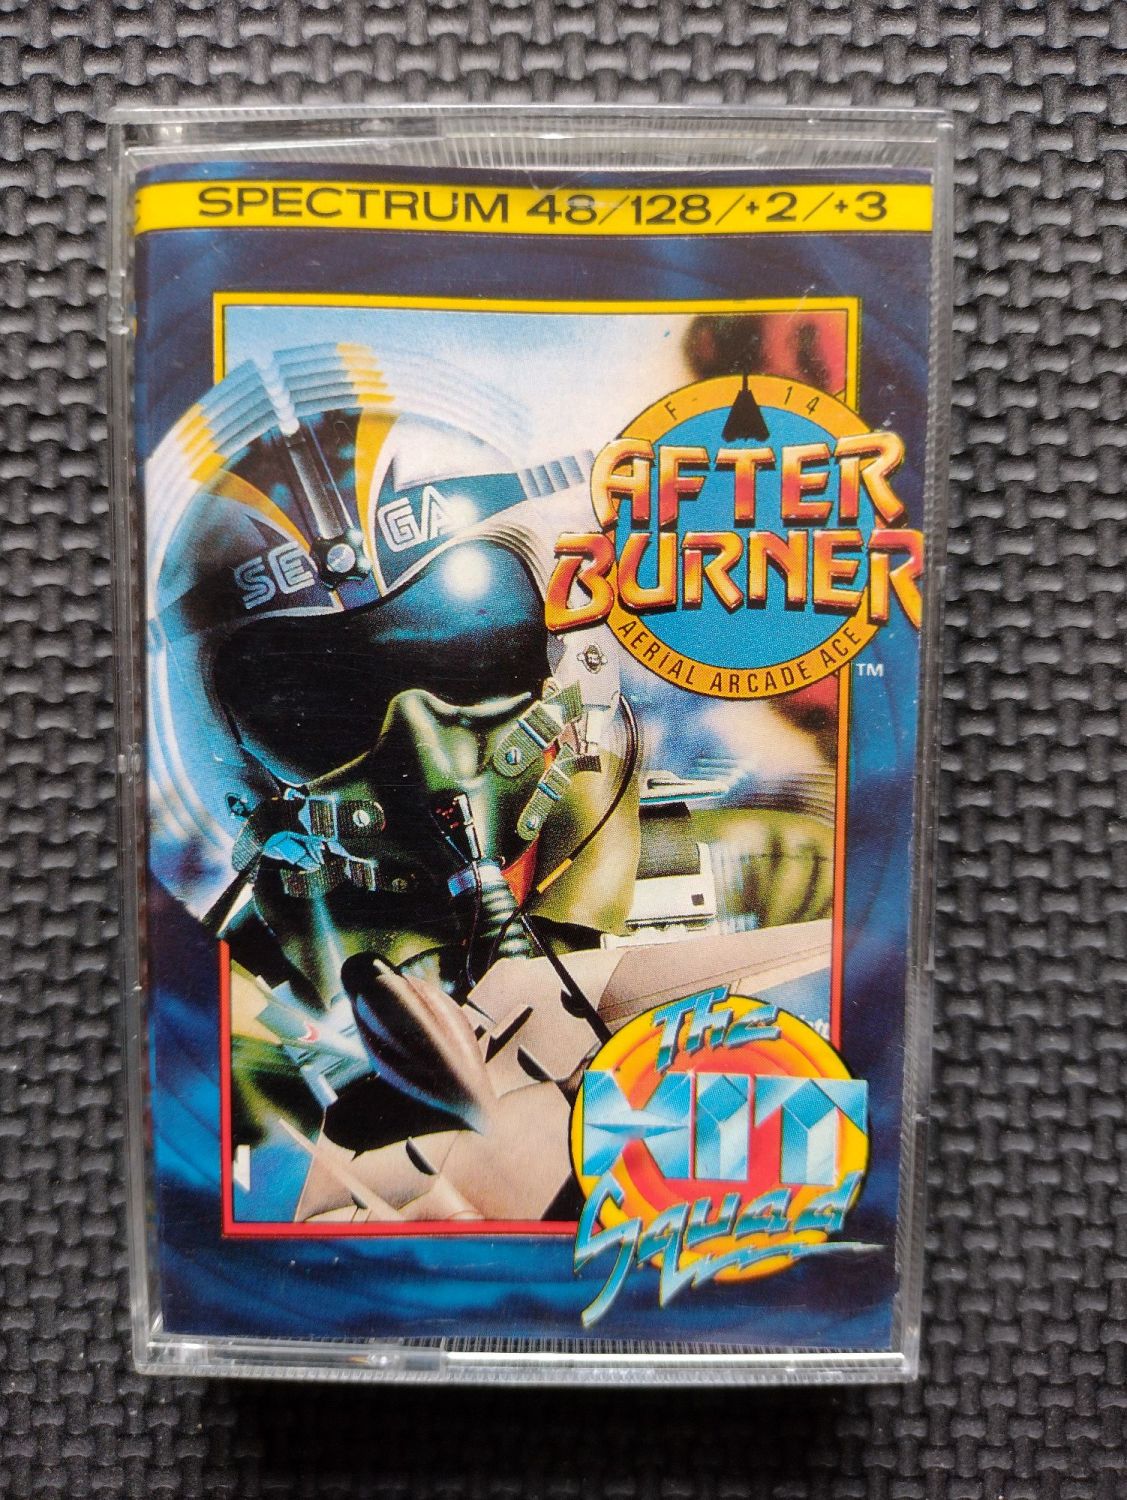 SPECTRUM 48/128/+2/+3
F-14
AFTER
BURNER
AERIAL ARCADE ACE
TM
SEGA
The
HIT
Squad